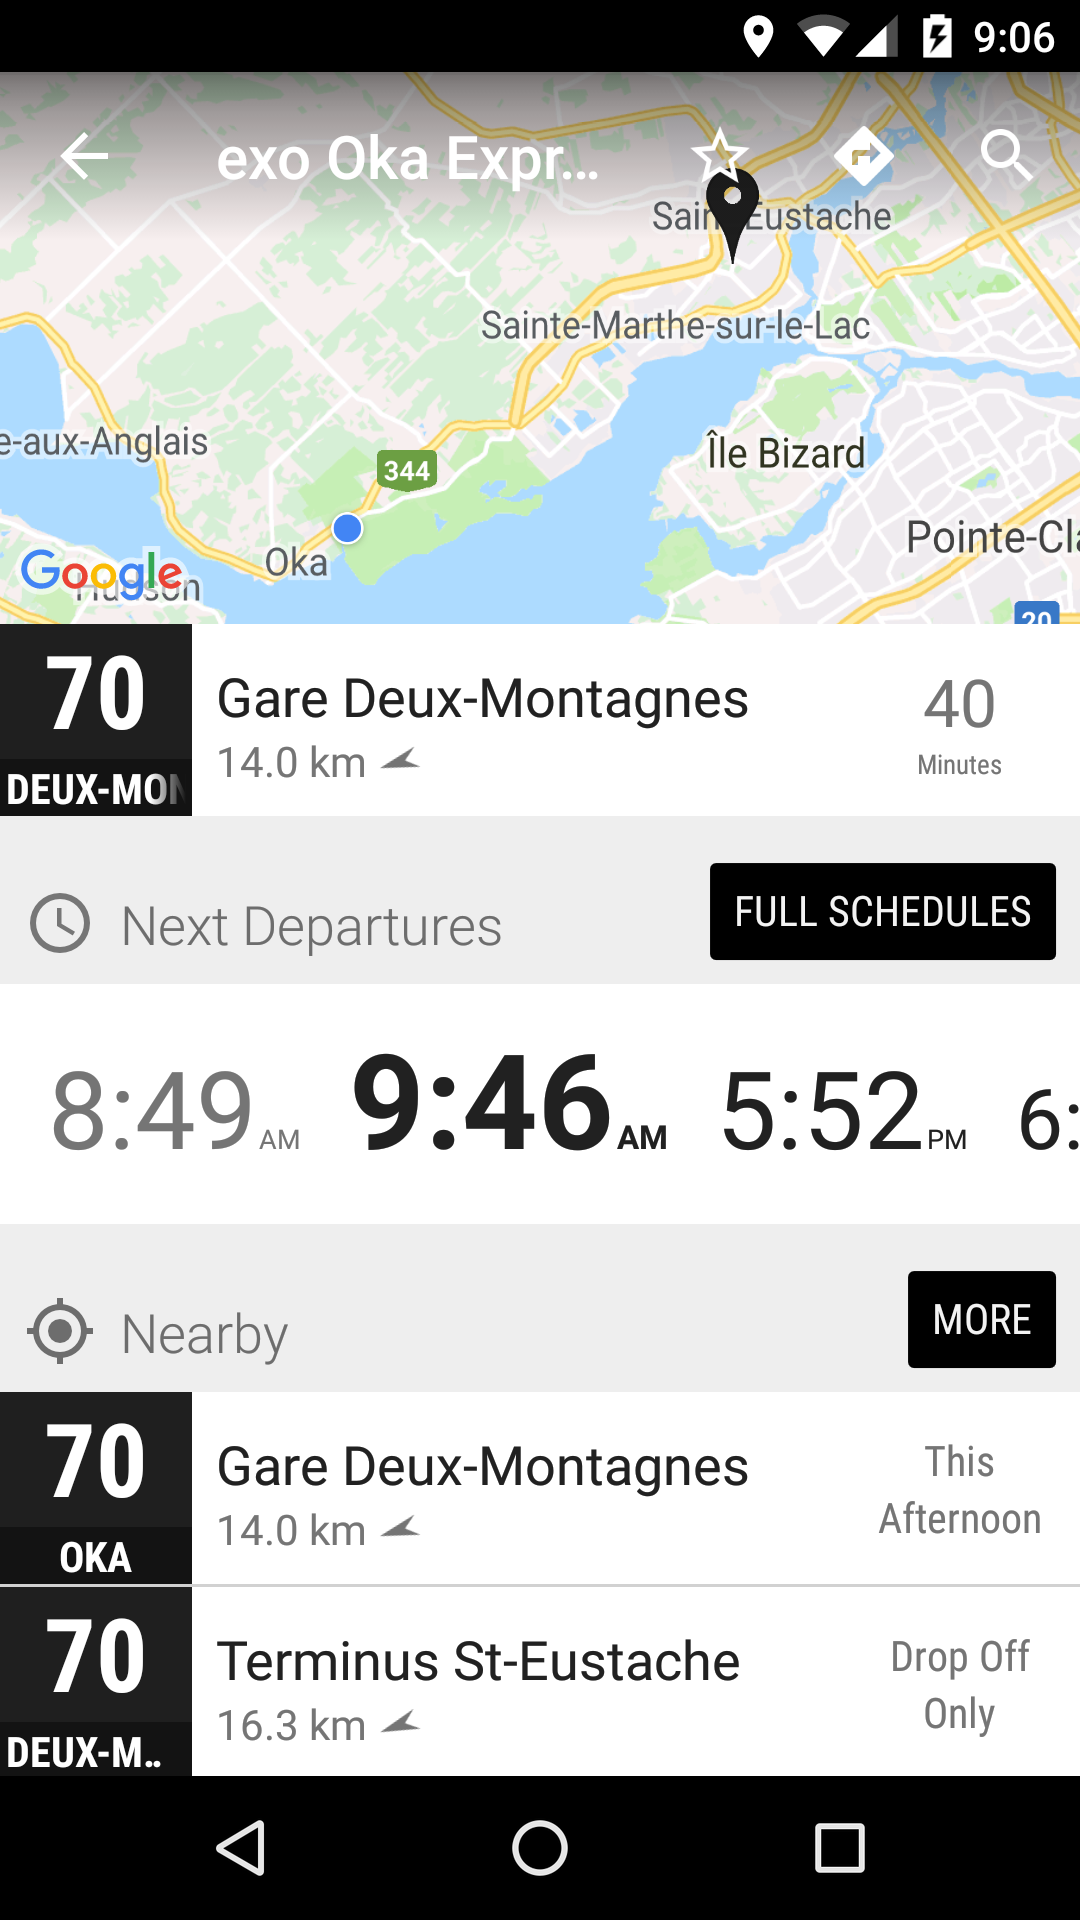 9:06
exo Oka Expr...
Saint-Eustache
Sainte-Marthe-sur-le-Lac
e-aux-Anglais
344
Île Bizard
Pointe-Cla
Oka
Google
Hudson
20
70
DEUX-MON
Gare Deux-Montagnes
14.0 km
40
Minutes
Next Departures
FULL SCHEDULES
8:49 AM
9:46 AM
5:52 PM
6:
Nearby
MORE
70
OKA
Gare Deux-Montagnes
14.0 km
This
Afternoon
70
DEUX-M..
Terminus St-Eustache
16.3 km
Drop Off
Only